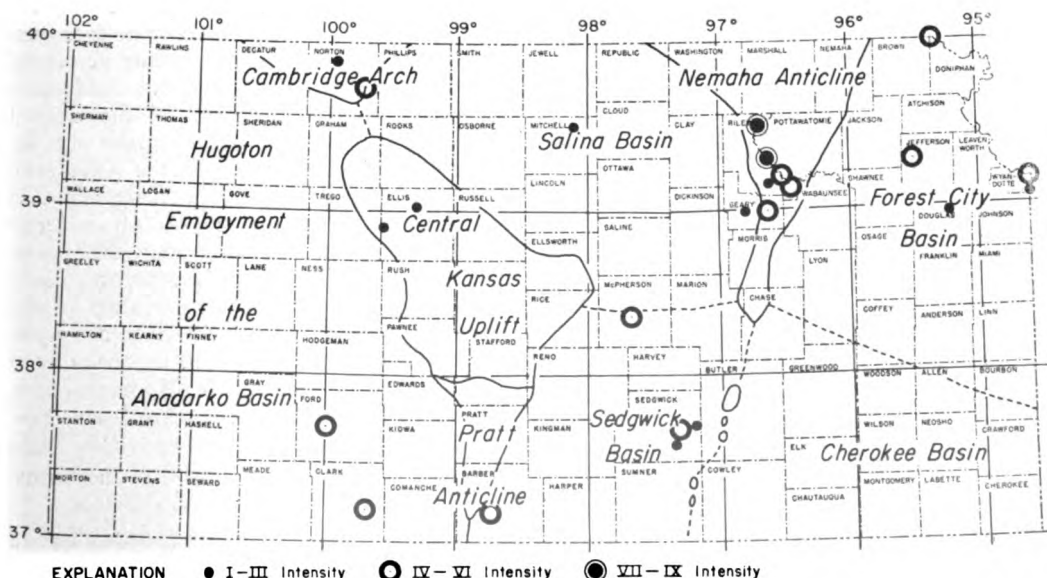 102° 101° 100° 99° 98° 97° 96° 95°
40°
CHEYENNE RAWLINS DECATUR NORTON PHILLIPS SMITH JEWELL REPUBLIC WASHINGTON MARSHALL NEMAHA BROWN
DONIPHAN
Cambridge Arch
Nemaha Anticline
ATCHISON
SHERMAN THOMAS SHERIDAN GRAHAM ROOKS OSBORNE MITCHELL CLOUD CLAY RILEY POTTAWATOMIE JACKSON
JEFFERSON LEAVEN WORTH
Hugoton
Salina Basin
OTTAWA
WYAN-DOTTE
WALLACE LOGAN GOVE TREGO ELLIS RUSSELL LINCOLN DICKINSON GEARY WABAUNSEE SHAWNEE
39°
Embayment
Central
Forest City
DOUGLAS JOHNSON
ELLSWORTH SALINE MORRIS OSAGE
Basin
FRANKLIN MIAMI
GREELEY WICHITA SCOTT LANE NESS RUSH
LYON
Kansas
RICE McPHERSON MARION CHASE
COFFEY ANDERSON LINN
of the
PAWNEE
Uplift
STAFFORD
HAMILTON KEARNY FINNEY HODGEMAN
RENO HARVEY
38°
BUTLER GREENWOOD WOODSON ALLEN BOURBON
GRAY
EDWARDS
Anadarko Basin
FORD
SEDGWICK
STANTON GRANT HASKELL
PRATT
KIOWA
Pratt
KINGMAN
Sedgwick
Basin
WILSON NEOSHO CRAWFORD
ELK
Cherokee Basin
MEADE CLARK
BARBER
SUMNER COWLEY
MORTON STEVENS SEWARD COMANCHE
Anticline
HARPER
CHAUTAUQUA MONTGOMERY LABETTE CHEROKEE
37°
EXPLANATION I–III Intensity IV–VI Intensity VII–IX Intensity